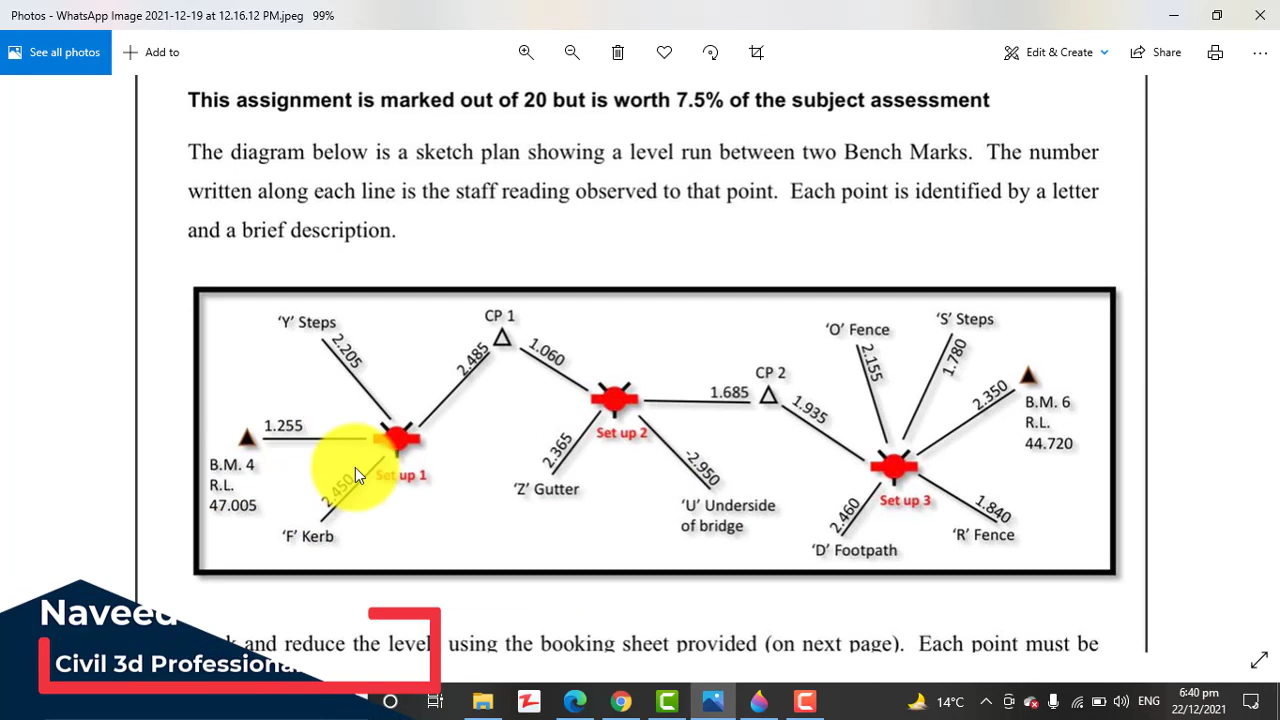 Photos - WhatsApp Image 2021-12-19 at 12.16.12 PM.jpeg 99%
See all photos
Add to
Edit & Create
Share
This assignment is marked out of 20 but is worth 7.5% of the subject assessment
The diagram below is a sketch plan showing a level run between two Bench Marks. The number
written along each line is the staff reading observed to that point. Each point is identified by a letter
and a brief description.
'Y' Steps
2.205
CP 1
2.485
1.060
'O' Fence
2.155
'S' Steps
1.780
1.255
B.M. 4
R.L.
47.005
Set up 1
2.450
'F' Kerb
Set up 2
2.365
'Z' Gutter
-2.950
'U' Underside
of bridge
1.685
CP 2
1.935
2.350
B.M. 6
R.L.
44.720
Set up 3
2.460
'D' Footpath
1.840
'R' Fence
and reduce the level using the booking sheet provided (on next page). Each point must be
Naveed
Civil 3d Professiona
14°C
ENG
6:40 pm
22/12/2021